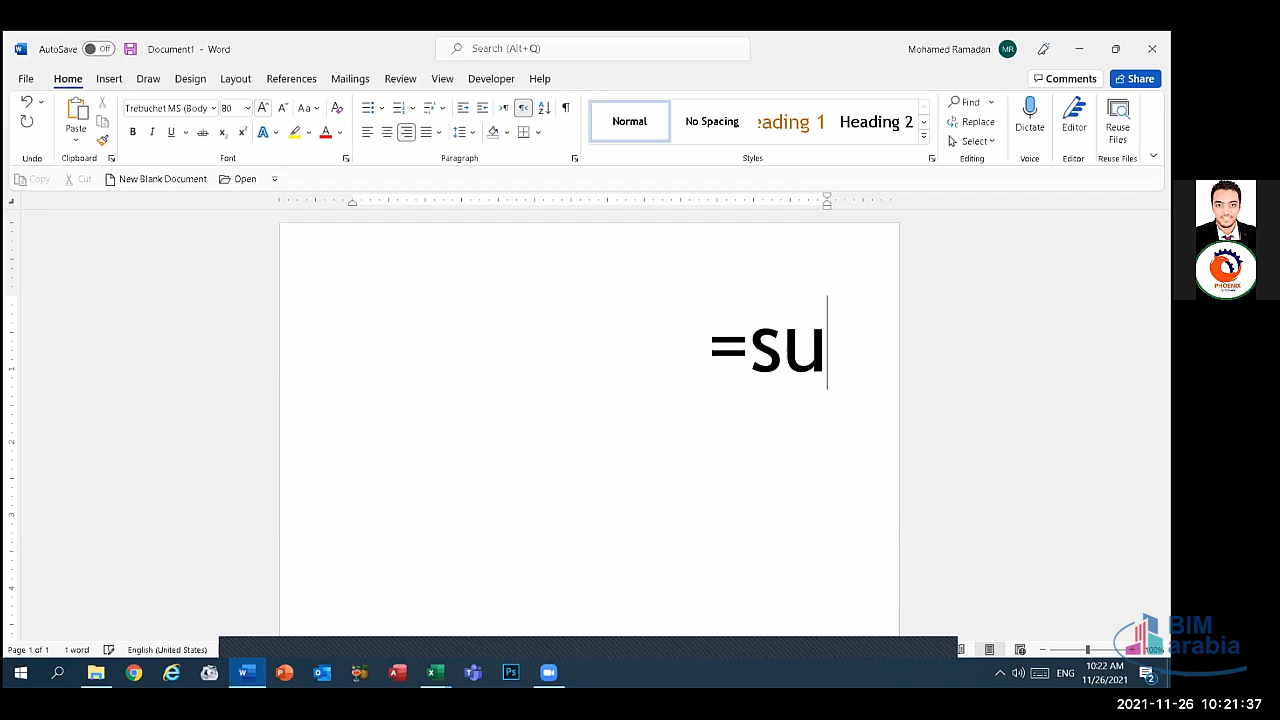 AutoSave Off Document1 - Word Search (Alt+Q) Mohamed Ramadan MR
File Home Insert Draw Design Layout References Mailings Review View Developer Help Comments Share
Trebuchet MS (Body 80 Normal No Spacing eading 1 Heading 2
Paste Find Replace Select Dictate Editor Reuse Files
Undo Clipboard Font Paragraph Styles Editing Voice Editor Reuse Files
Copy Cut New Blank Document Open
=su
PHOENIX
Page 1 of 1 1 word English (United States) 100%
BIM
arabia
10:22 AM
ENG
11/26/2021
2
2021-11-26 10:21:37